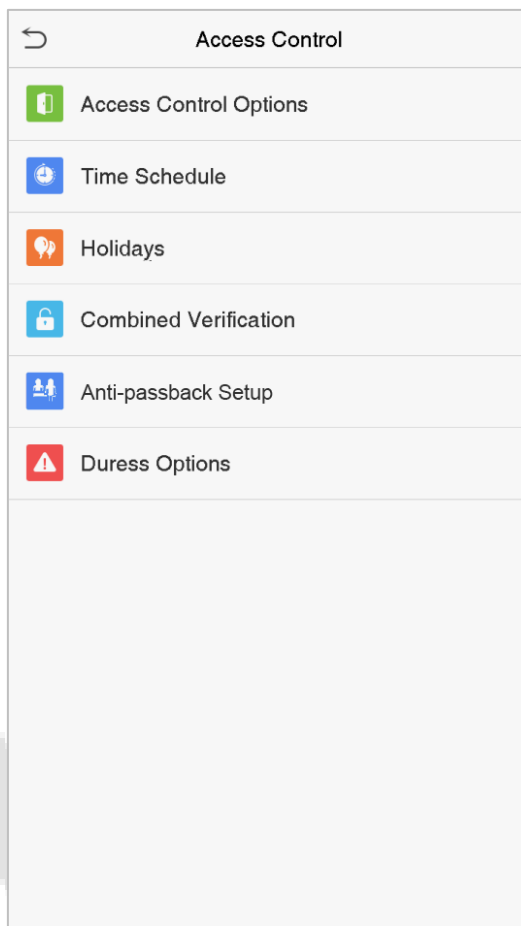 Access Control
Access Control Options
Time Schedule
Holidays
Combined Verification
Anti-passback Setup
Duress Options